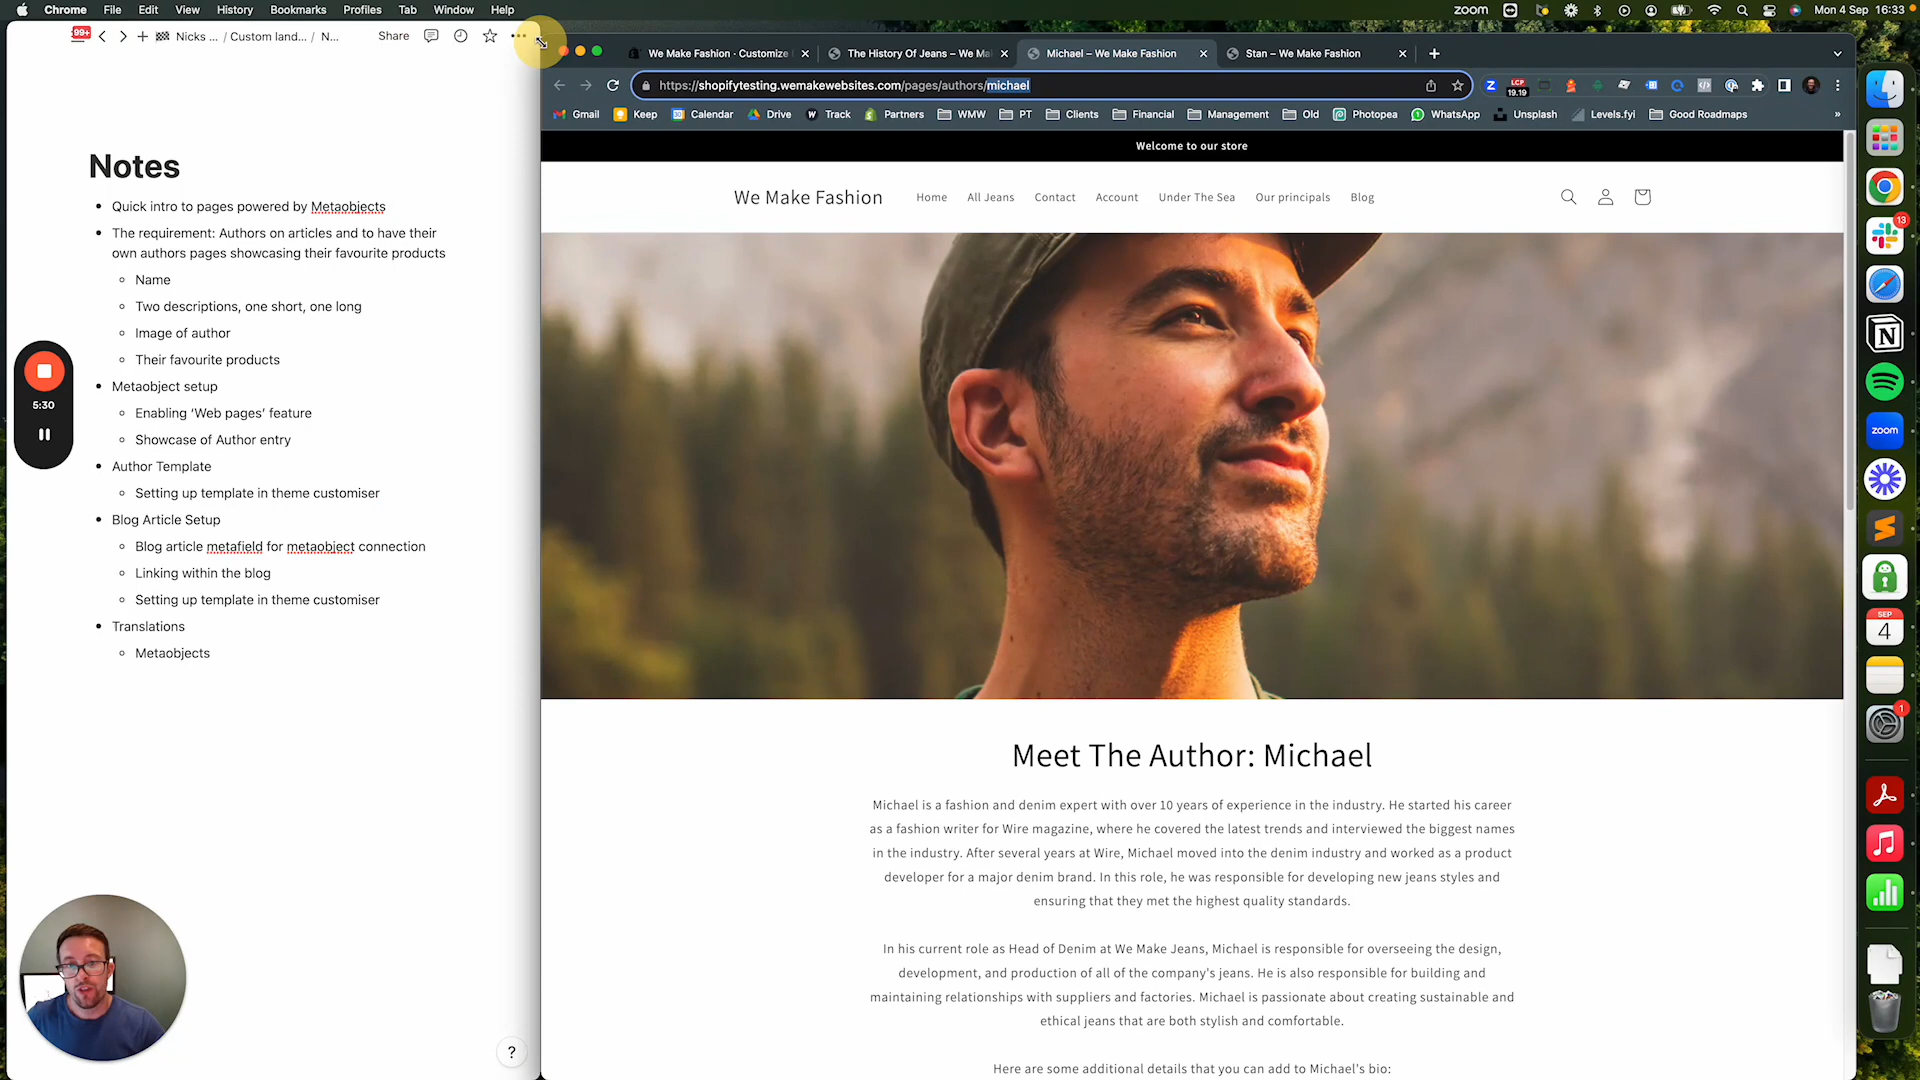 Chrome File Edit View History Bookmarks Profiles Tab Window Help
zoom Mon 4 Sep 16:33
99+ Nicks ... / Custom land... / N... Share
We Make Fashion · Customize
The History Of Jeans – We Ma
Michael – We Make Fashion
Stan – We Make Fashion
https://shopifytesting.wemakewebsites.com/pages/authors/michael
LCP
19.19
Gmail Keep Calendar Drive Track Partners WMW PT Clients Financial Management Old Photopea WhatsApp Unsplash Levels.fyi Good Roadmaps »
Notes
Quick intro to pages powered by Metaobjects
The requirement: Authors on articles and to have their
own authors pages showcasing their favourite products
Name
Two descriptions, one short, one long
Image of author
Their favourite products
Metaobject setup
Enabling ‘Web pages’ feature
Showcase of Author entry
Author Template
Setting up template in theme customiser
Blog Article Setup
Blog article metafield for metaobject connection
Linking within the blog
Setting up template in theme customiser
Translations
Metaobjects
5:30
?
Welcome to our store
We Make Fashion Home All Jeans Contact Account Under The Sea Our principals Blog
Meet The Author: Michael
Michael is a fashion and denim expert with over 10 years of experience in the industry. He started his career
as a fashion writer for Wire magazine, where he covered the latest trends and interviewed the biggest names
in the industry. After several years at Wire, Michael moved into the denim industry and worked as a product
developer for a major denim brand. In this role, he was responsible for developing new jeans styles and
ensuring that they met the highest quality standards.
In his current role as Head of Denim at We Make Jeans, Michael is responsible for overseeing the design,
development, and production of all of the company's jeans. He is also responsible for building and
maintaining relationships with suppliers and factories. Michael is passionate about creating sustainable and
ethical jeans that are both stylish and comfortable.
Here are some additional details that you can add to Michael's bio:
13
zoom
SEP
4
1